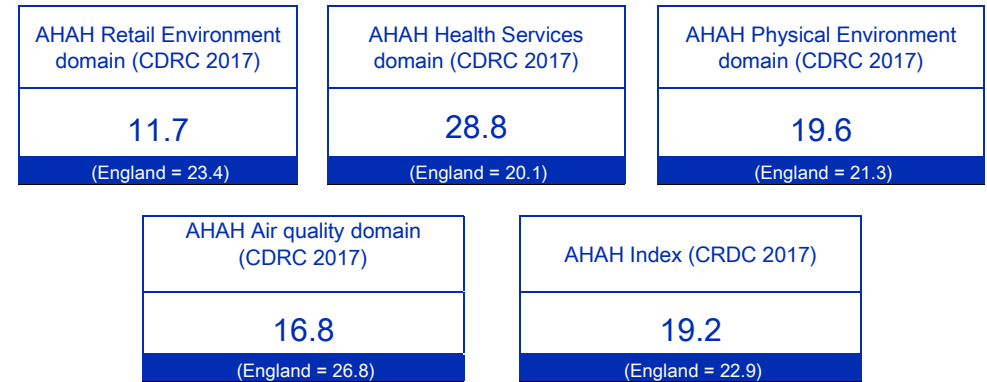 AHAH Retail Environment
domain (CDRC 2017)
11.7
(England = 23.4)
AHAH Health Services
domain (CDRC 2017)
28.8
(England = 20.1)
AHAH Physical Environment
domain (CDRC 2017)
19.6
(England = 21.3)
AHAH Air quality domain
(CDRC 2017)
16.8
(England = 26.8)
AHAH Index (CRDC 2017)
19.2
(England = 22.9)